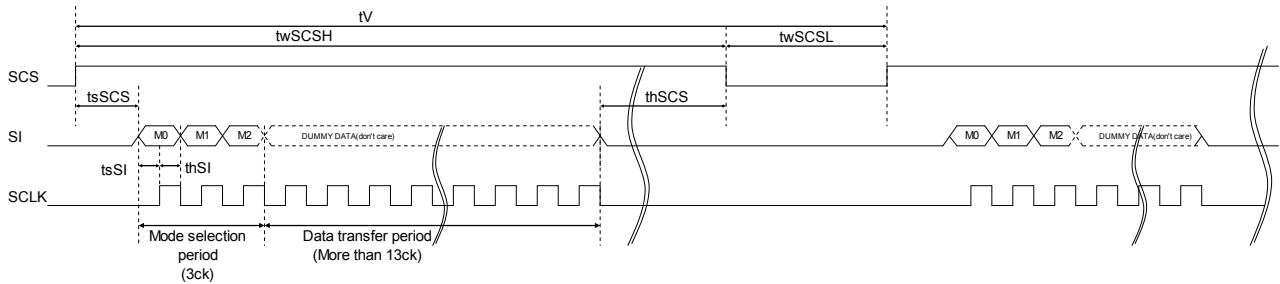 tV
twSCSH
twSCSL
SCS
tsSCS
thSCS
SI
M0
M1
M2
DUMMY DATA(don't care)
M0
M1
M2
DUMMY DATA(don't care)
tsSI
thSI
SCLK
Mode selection
period
(3ck)
Data transfer period
(More than 13ck)